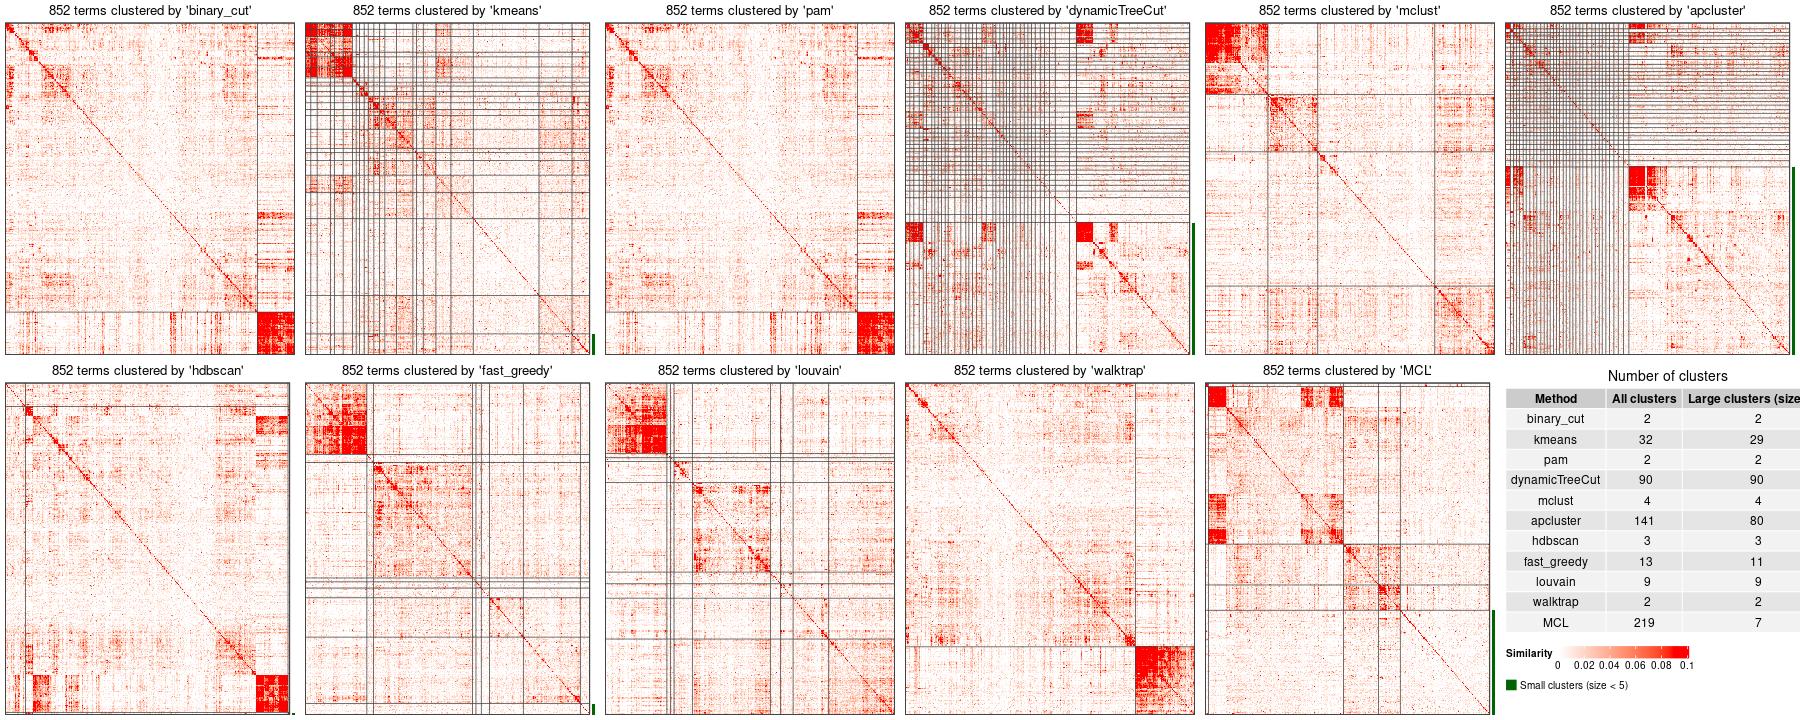 852 terms clustered by 'binary_cut'
852 terms clustered by 'kmeans'
852 terms clustered by 'pam'
852 terms clustered by 'dynamicTreeCut'
852 terms clustered by 'mclust'
852 terms clustered by 'apcluster'
852 terms clustered by 'hdbscan'
852 terms clustered by 'fast_greedy'
852 terms clustered by 'louvain'
852 terms clustered by 'walktrap'
852 terms clustered by 'MCL'
Number of clusters
Method All clusters Large clusters (size
binary_cut 2 2
kmeans 32 29
pam 2 2
dynamicTreeCut 90 90
mclust 4 4
apcluster 141 80
hdbscan 3 3
fast_greedy 13 11
louvain 9 9
walktrap 2 2
MCL 219 7
Similarity
0 0.02 0.04 0.06 0.08 0.1
Small clusters (size < 5)